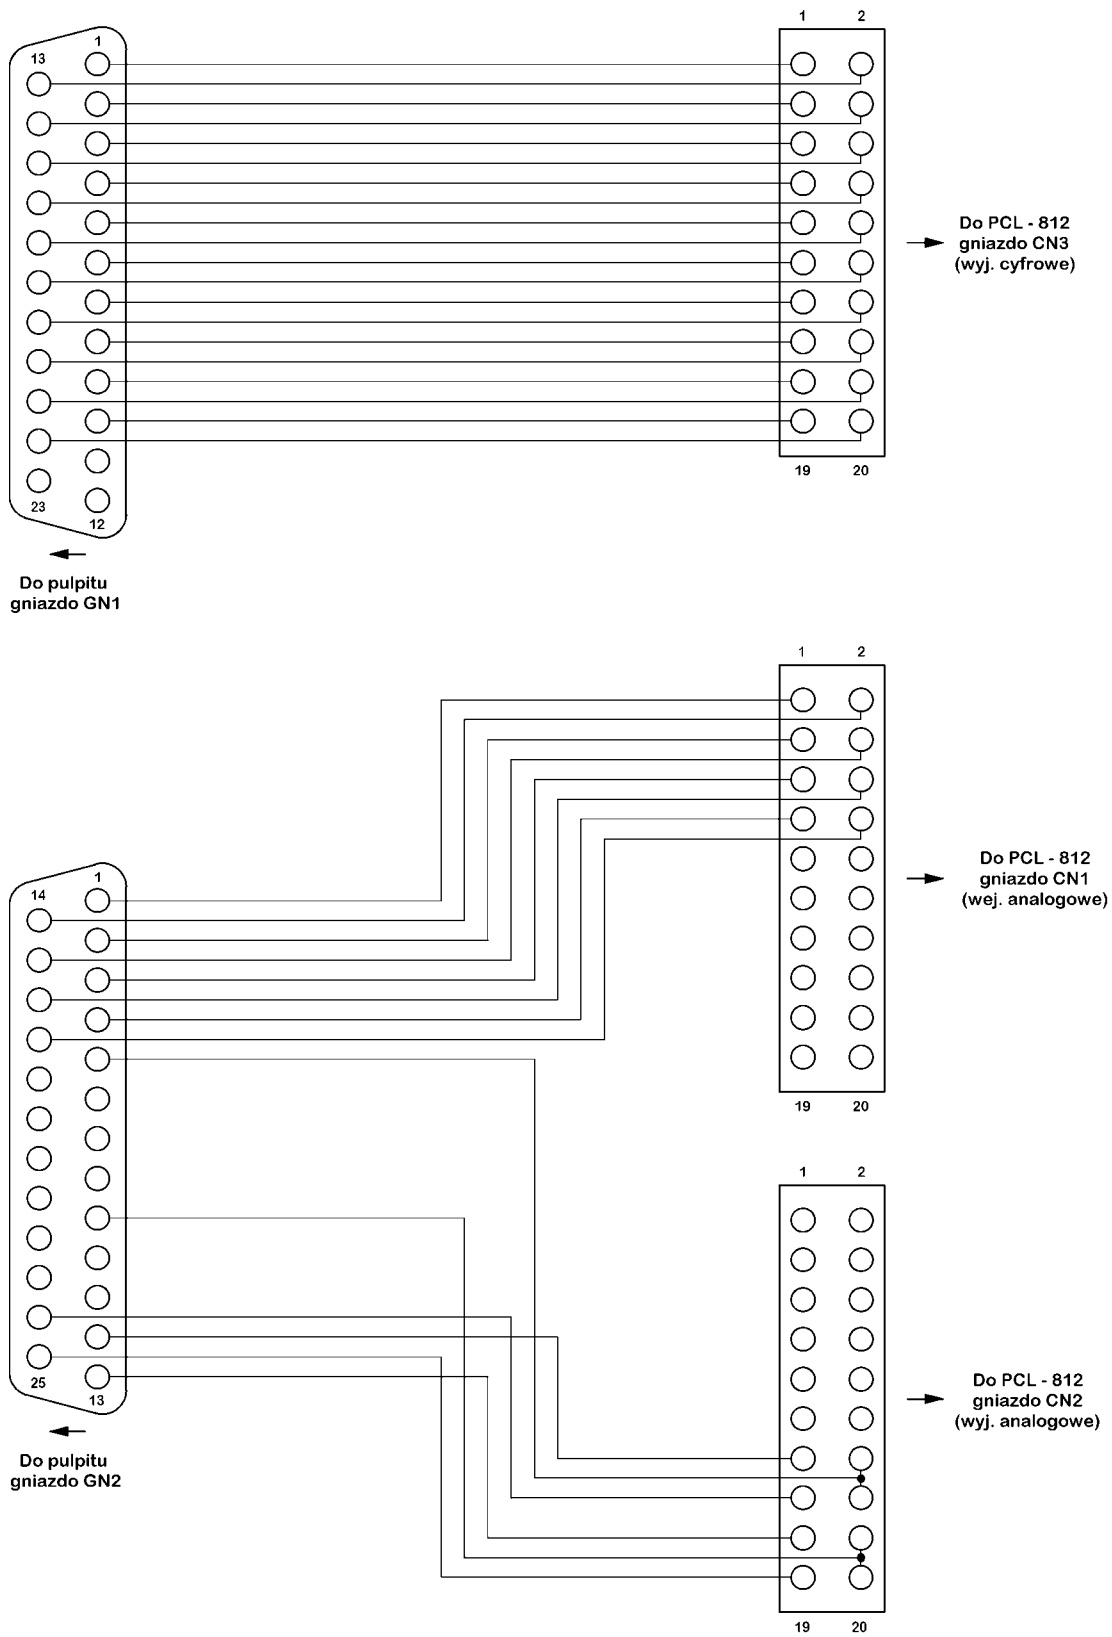 1 2
1
13
Do PCL - 812
gniazdo CN3
(wyj. cyfrowe)
19 20
23
12
Do pulpitu
gniazdo GN1
1 2
Do PCL - 812
gniazdo CN1
(wej. analogowe)
1
14
19 20
1 2
25
13
Do PCL - 812
gniazdo CN2
(wyj. analogowe)
Do pulpitu
gniazdo GN2
19 20